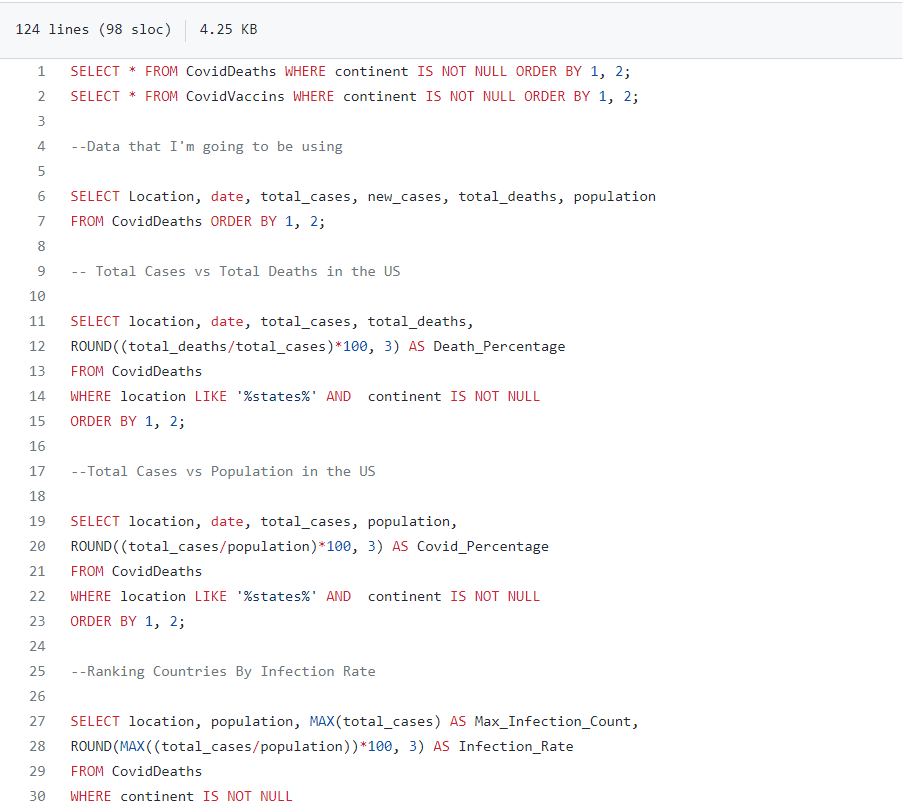 124 lines (98 sloc) 4.25 KB
1 SELECT * FROM CovidDeaths WHERE continent IS NOT NULL ORDER BY 1, 2;
2 SELECT * FROM CovidVaccins WHERE continent IS NOT NULL ORDER BY 1, 2;
3
4 --Data that I'm going to be using
5
6 SELECT Location, date, total_cases, new_cases, total_deaths, population
7 FROM CovidDeaths ORDER BY 1, 2;
8
9 -- Total Cases vs Total Deaths in the US
10
11 SELECT location, date, total_cases, total_deaths,
12 ROUND((total_deaths/total_cases)*100, 3) AS Death_Percentage
13 FROM CovidDeaths
14 WHERE location LIKE '%states%' AND  continent IS NOT NULL
15 ORDER BY 1, 2;
16
17 --Total Cases vs Population in the US
18
19 SELECT location, date, total_cases, population,
20 ROUND((total_cases/population)*100, 3) AS Covid_Percentage
21 FROM CovidDeaths
22 WHERE location LIKE '%states%' AND  continent IS NOT NULL
23 ORDER BY 1, 2;
24
25 --Ranking Countries By Infection Rate
26
27 SELECT location, population, MAX(total_cases) AS Max_Infection_Count,
28 ROUND(MAX((total_cases/population))*100, 3) AS Infection_Rate
29 FROM CovidDeaths
30 WHERE continent IS NOT NULL